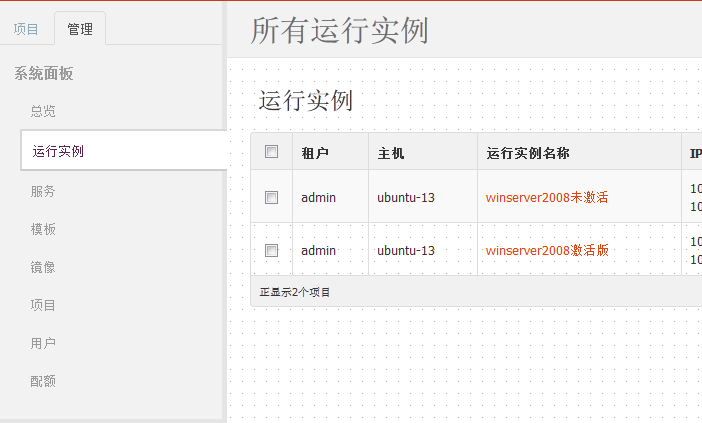 项目 管理
系统面板
总览
运行实例
服务
模板
镜像
项目
用户
配额
所有运行实例
运行实例
租户 主机 运行实例名称 IP
admin ubuntu-13 winserver2008未激活 10
10
admin ubuntu-13 winserver2008激活版 10
10
正显示2个项目